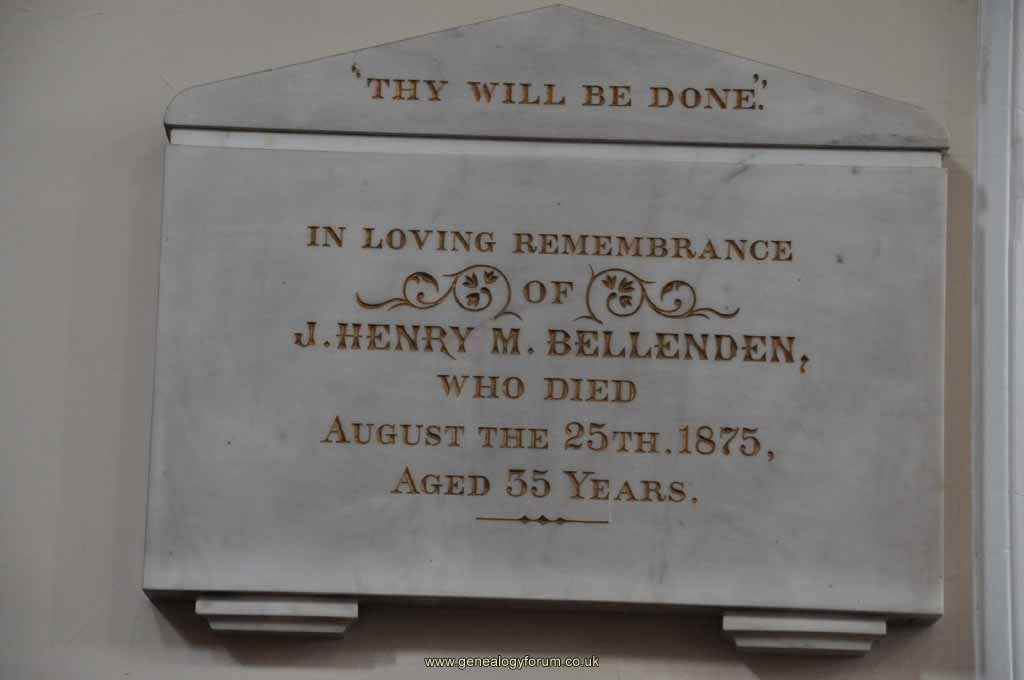 "THY WILL BE DONE."
IN LOVING REMEMBRANCE
OF
J. HENRY M. BELLENDEN,
WHO DIED
AUGUST THE 25TH. 1875,
AGED 35 YEARS.
www.genealogyforum.co.uk